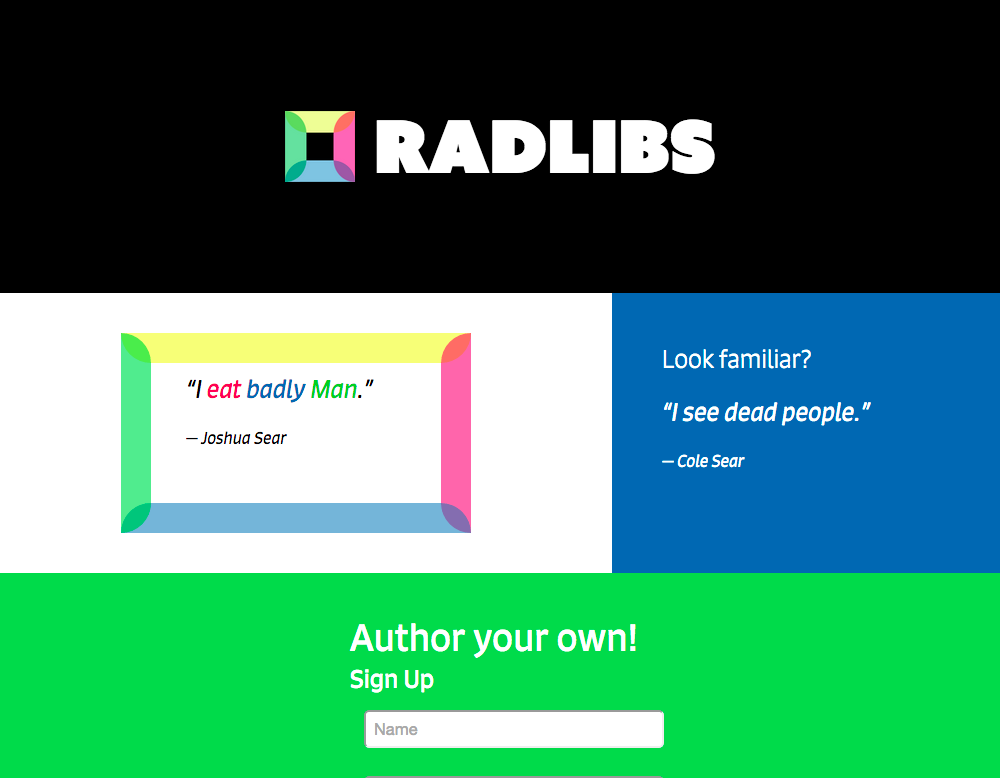 RADLIBS
“I eat badly Man.”
— Joshua Sear
Look familiar?
“I see dead people.”
— Cole Sear
Author your own!
Sign Up
Name